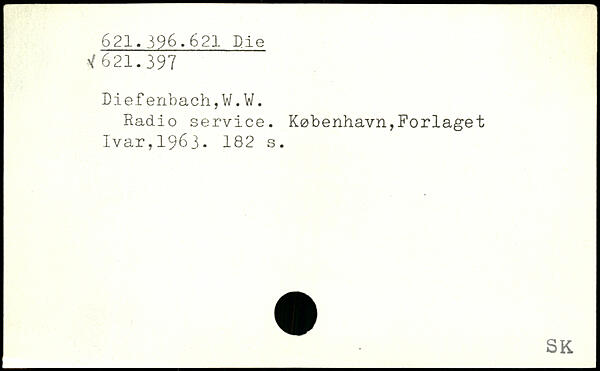 621.396.621 Die
√621.397
Diefenbach,W.W.
Radio service. København,Forlaget
Ivar,1963. 182 s.
SK